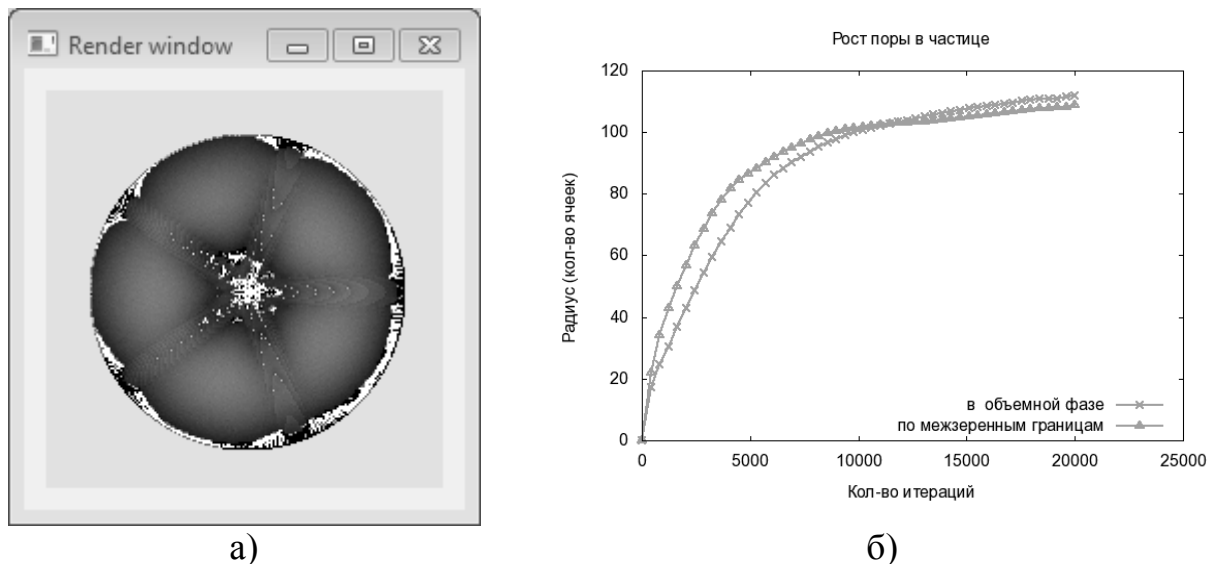 Render window
Рост поры в частице
120
100
80
60
40
20
0
Радиус (кол-во ячеек)
в объемной фазе
по межзеренным границам
0 5000 10000 15000 20000 25000
Кол-во итераций
а) б)